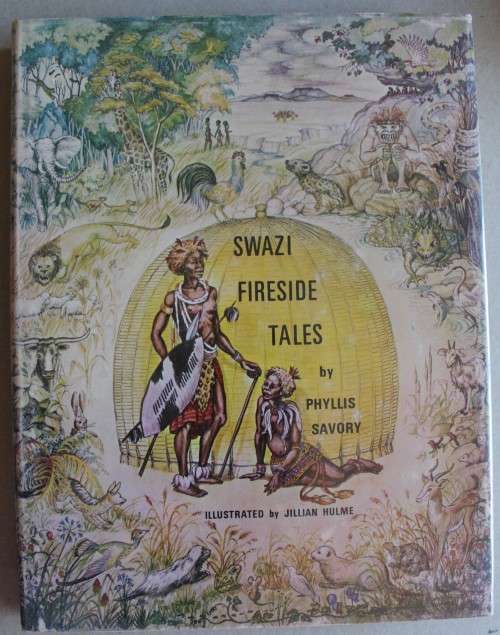 SWAZI
FIRESIDE
TALES
by
PHYLLIS
SAVORY
ILLUSTRATED by JILLIAN HULME